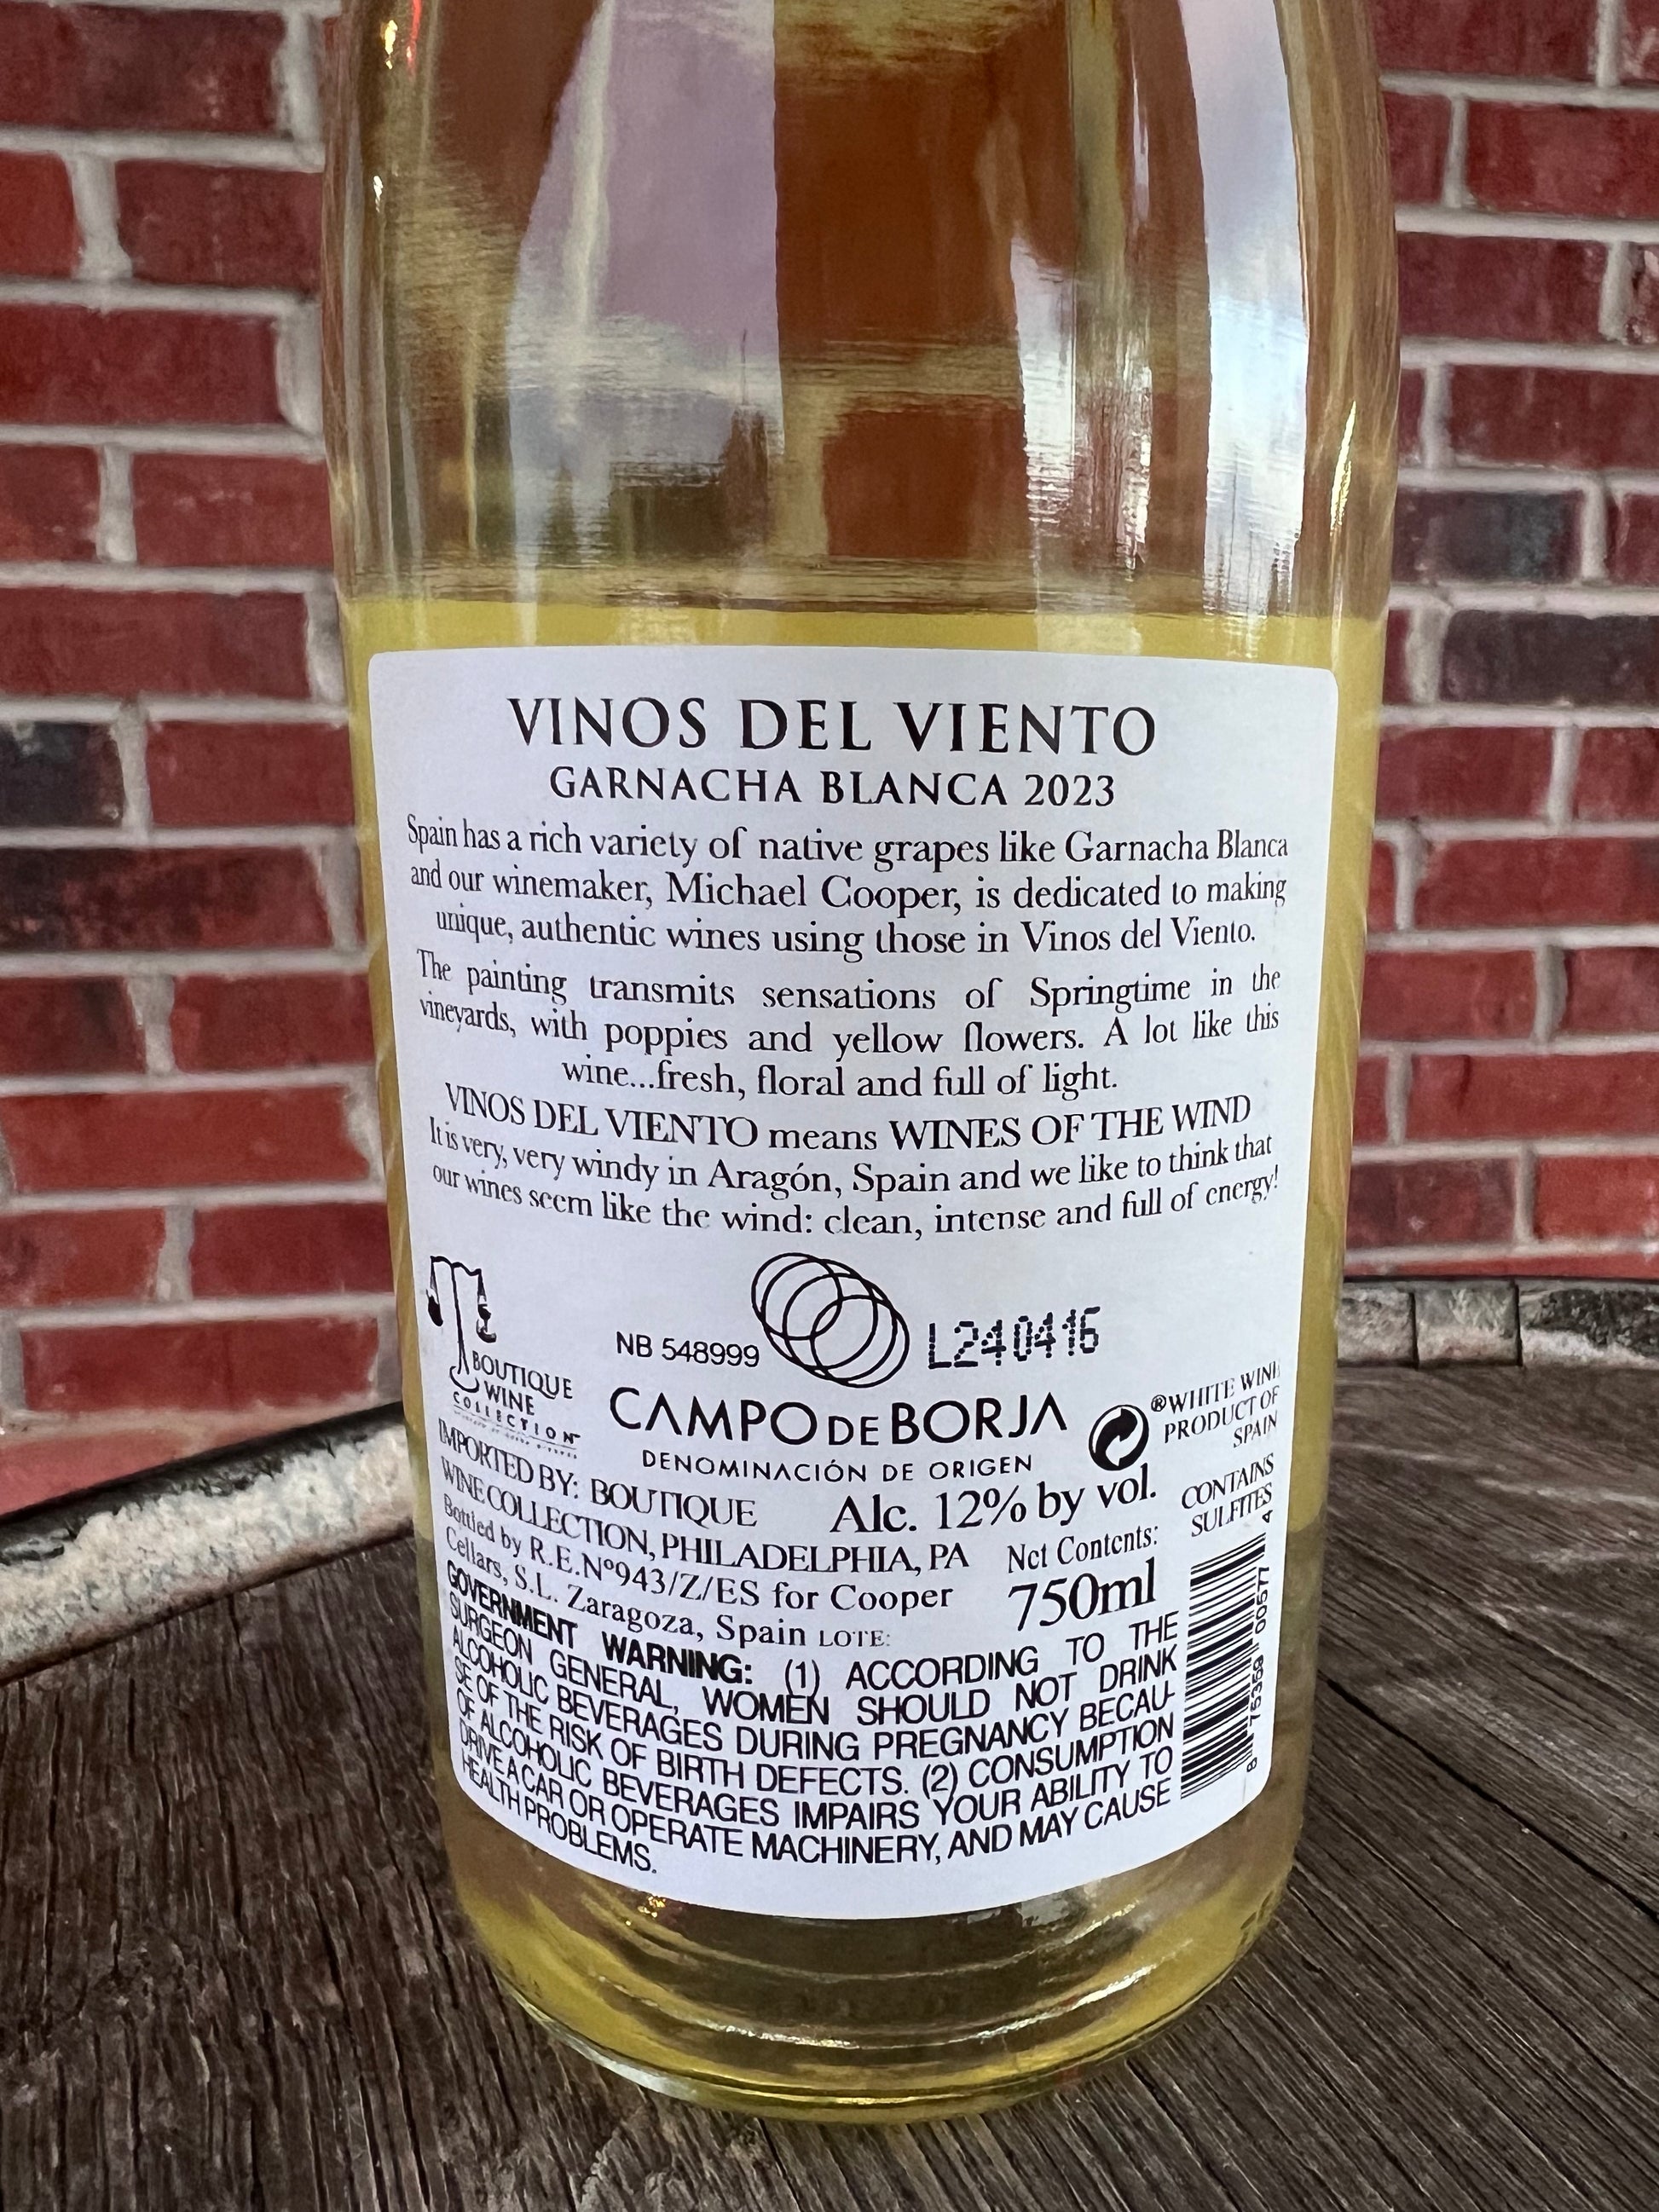 VINOS DEL VIENTO
GARNACHA BLANCA 2023
Spain has a rich variety of native grapes like Garnacha Blanca
and our winemaker, Michael Cooper, is dedicated to making
unique, authentic wines using those in Vinos del Viento.
The painting transmits sensations of Springtime in the
vineyards, with poppies and yellow flowers. A lot like this
wine...fresh, floral and full of light.
VINOS DEL VIENTO means WINES OF THE WIND
It is very, very windy in Aragón, Spain and we like to think that
our wines seem like the wind: clean, intense and full of energy!
NB 548999
L240416
BOUTIQUE
WINE
COLLECTION
CAMPO DE BORJA
DENOMINACIÓN DE ORIGEN
®WHITE WINE
PRODUCT OF
SPAIN
CONTAINS
SULFITES
IMPORTED BY: BOUTIQUE
WINE COLLECTION, PHILADELPHIA, PA
Bottled by R.E.Nº943/Z/ES for Cooper
Cellars, S.L. Zaragoza, Spain LOTE:
Alc. 12% by vol.
Net Contents:
750ml
GOVERNMENT WARNING: (1) ACCORDING TO THE
SURGEON GENERAL, WOMEN SHOULD NOT DRINK
ALCOHOLIC BEVERAGES DURING PREGNANCY BECAU-
SE OF THE RISK OF BIRTH DEFECTS. (2) CONSUMPTION
OF ALCOHOLIC BEVERAGES IMPAIRS YOUR ABILITY TO
DRIVE A CAR OR OPERATE MACHINERY, AND MAY CAUSE
HEALTH PROBLEMS.
8 75359 00577 4